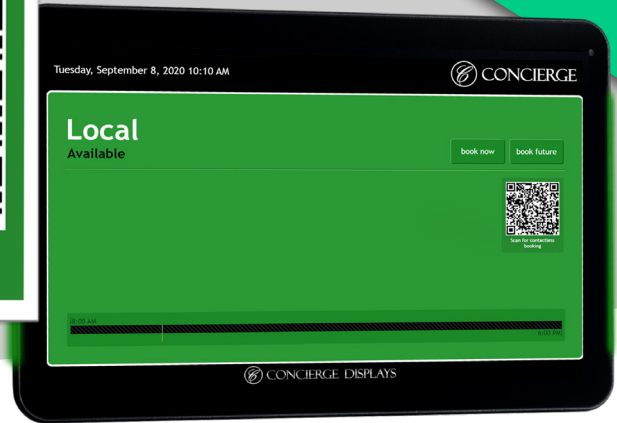 Tuesday, September 8, 2020 10:10 AM
CONCIERGE
Local
Available
book now
book future
Scan for contactless
booking
8:00 AM
6:00 PM
CONCIERGE DISPLAYS